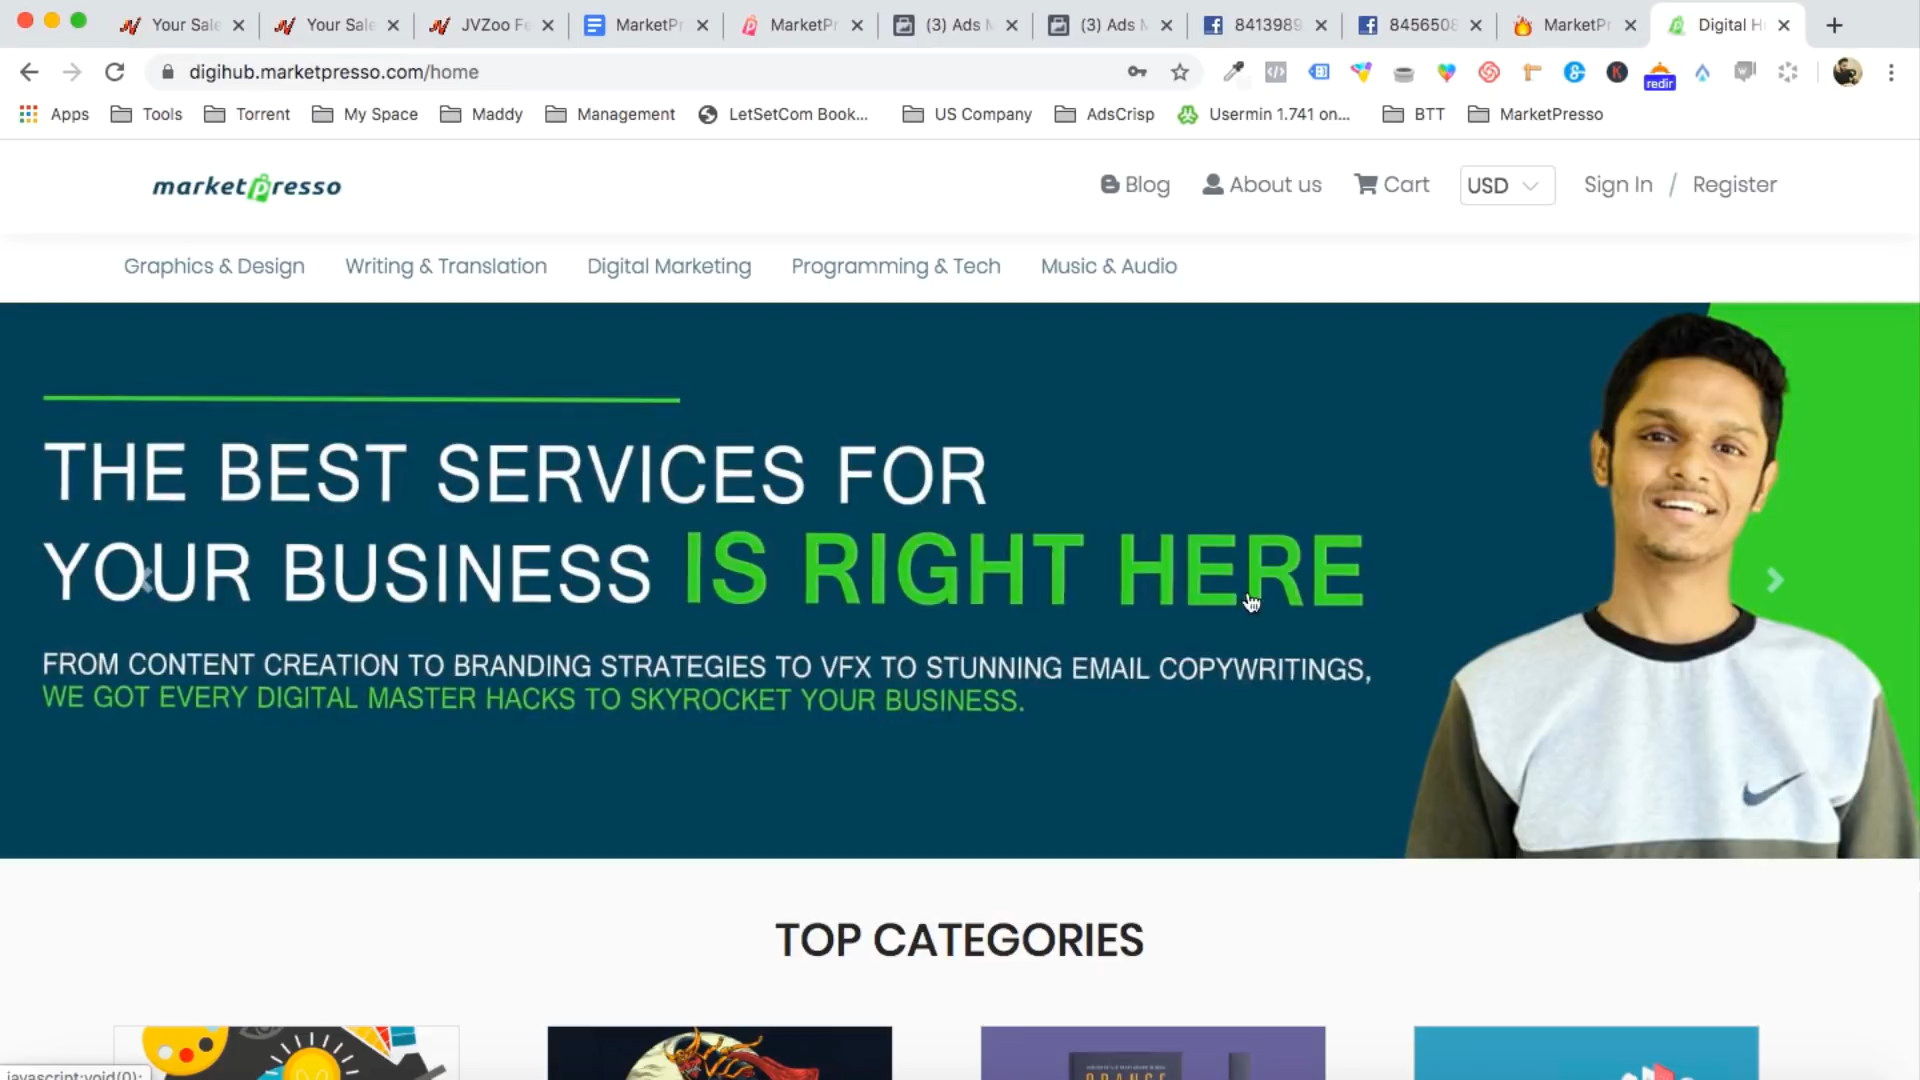 Your Sale
Your Sale
JVZoo Fe
MarketPr
MarketPr
(3) Ads M
(3) Ads M
8413989
8456508
MarketPr
Digital H
digihub.marketpresso.com/home
redir
Apps
Tools
Torrent
My Space
Maddy
Management
LetSetCom Book...
US Company
AdsCrisp
Usermin 1.741 on...
BTT
MarketPresso
marketpresso
Blog
About us
Cart
USD
Sign In / Register
Graphics & Design
Writing & Translation
Digital Marketing
Programming & Tech
Music & Audio
THE BEST SERVICES FOR
YOUR BUSINESS IS RIGHT HERE
FROM CONTENT CREATION TO BRANDING STRATEGIES TO VFX TO STUNNING EMAIL COPYWRITINGS,
WE GOT EVERY DIGITAL MASTER HACKS TO SKYROCKET YOUR BUSINESS.
TOP CATEGORIES
javascript:void(0);